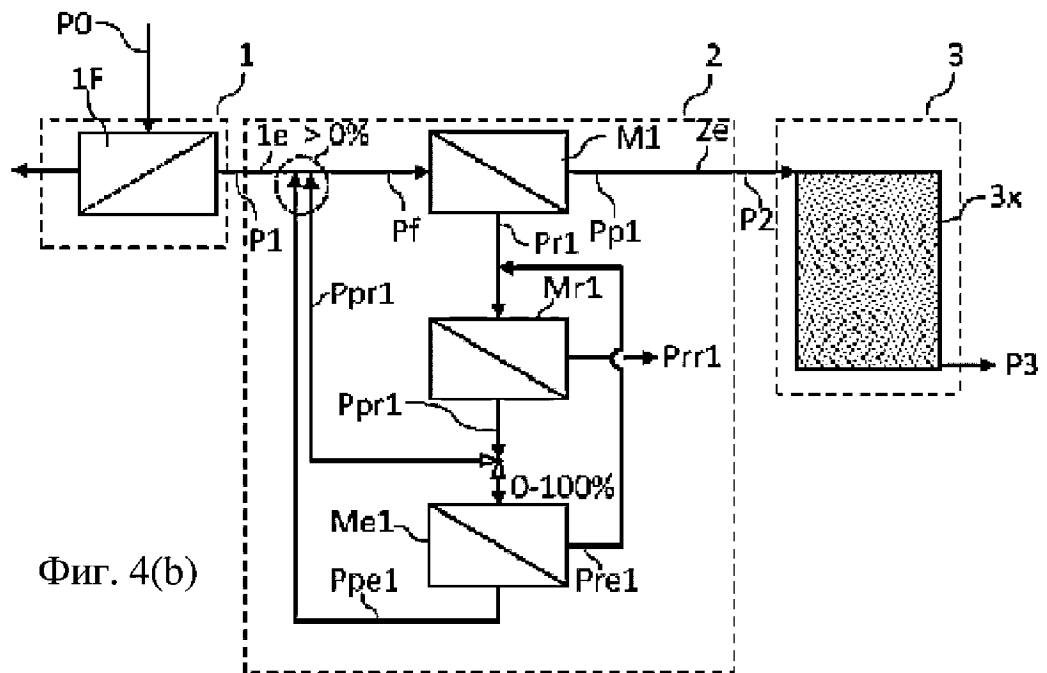 P0
1
2
3
1F
1e > 0%
M1
2e
3x
P1
Pf
Pr1
Pp1
P2
Ppr1
Mr1
Prr1
P3
Ppr1
0-100%
Me1
Фиг. 4(b)
Ppe1
Pre1